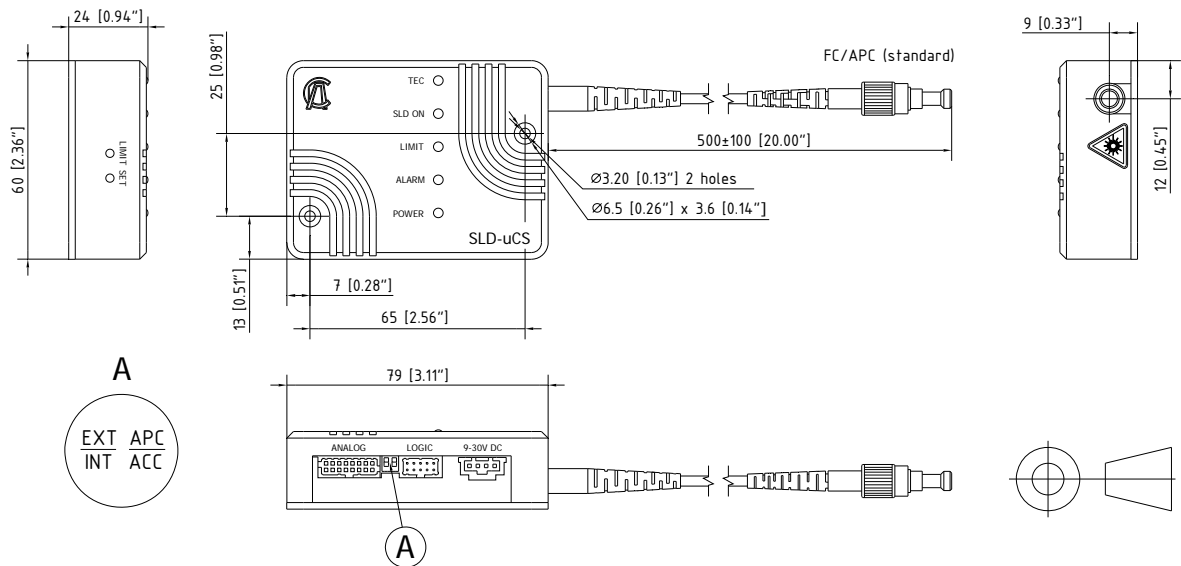 24 [0.94"]
60 [2.36"]
LIMIT SET
25 [0.98"]
13 [0.51"]
TEC
SLD ON
LIMIT
ALARM
POWER
SLD-uCS
7 [0.28"]
65 [2.56"]
FC/APC (standard)
500±100 [20.00"]
Ø3.20 [0.13"] 2 holes
Ø6.5 [0.26"] x 3.6 [0.14"]
9 [0.33"]
12 [0.45"]
A
EXT APC
INT ACC
79 [3.11"]
ANALOG LOGIC 9-30V DC
A